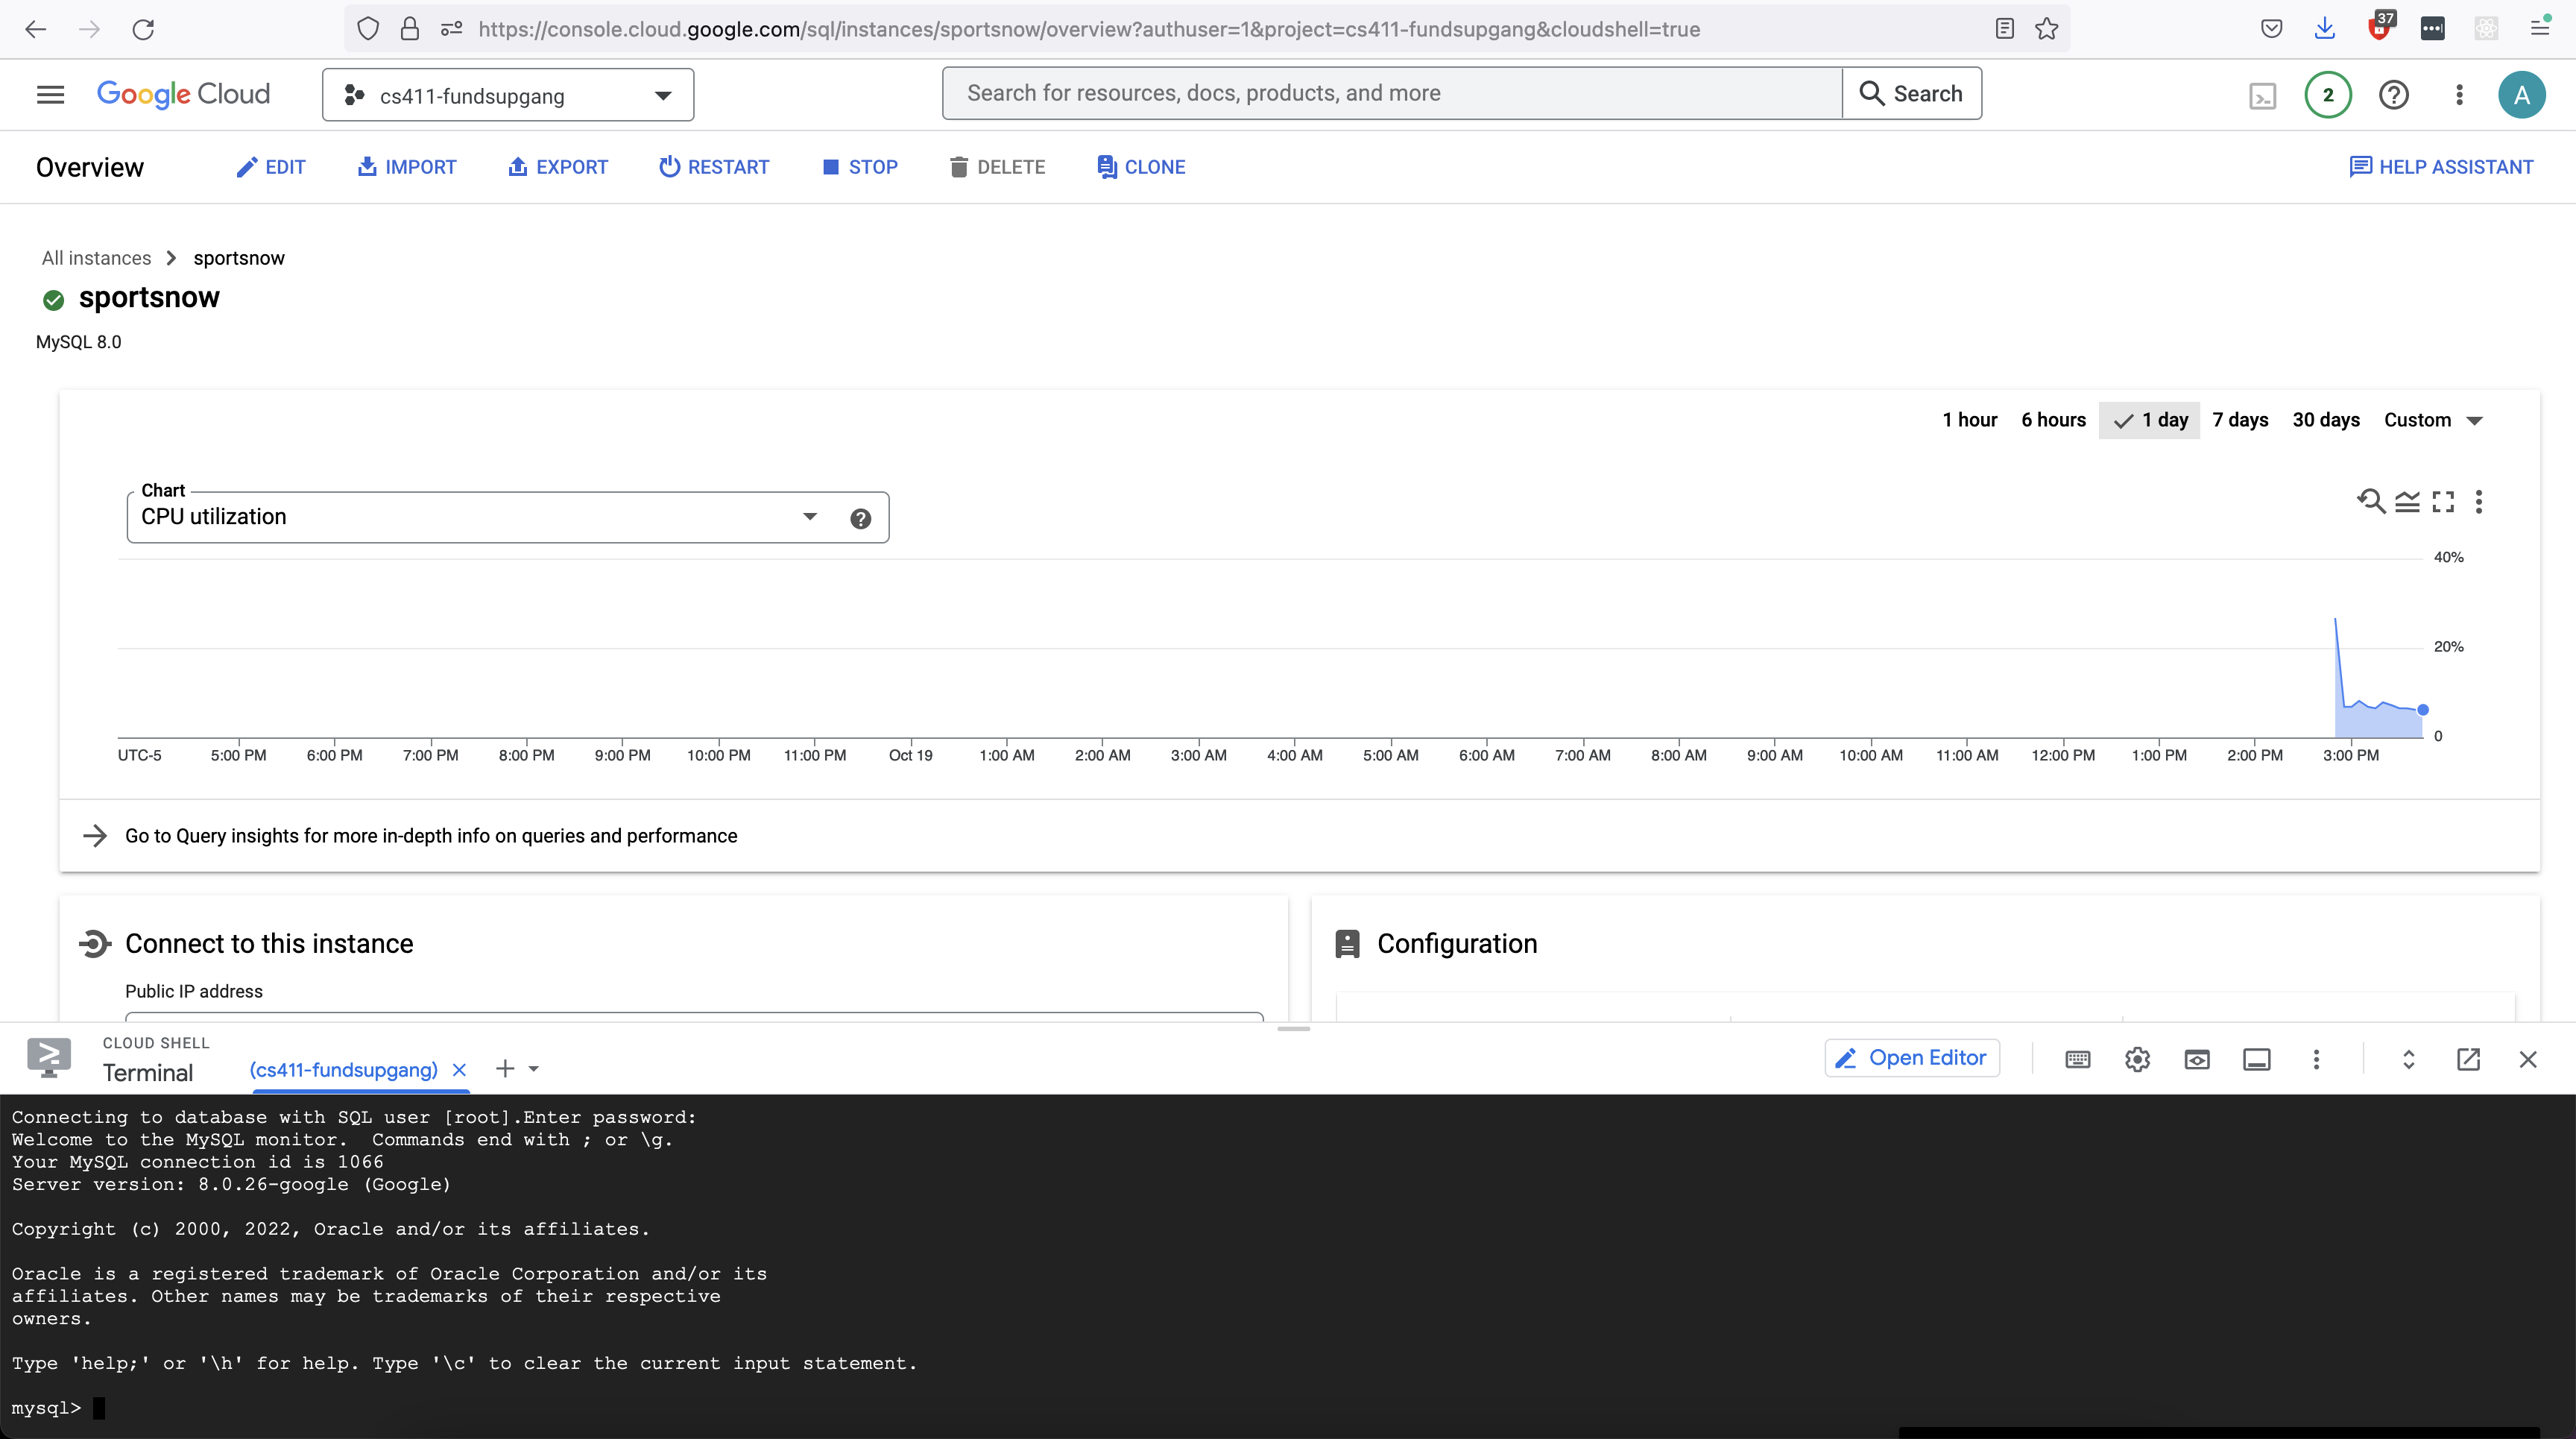 https://console.cloud.google.com/sql/instances/sportsnow/overview?authuser=1&project=cs411-fundsupgang&cloudshell=true
37
Google Cloud
cs411-fundsupgang
Search for resources, docs, products, and more
Search
2
A
Overview
EDIT
IMPORT
EXPORT
RESTART
STOP
DELETE
CLONE
HELP ASSISTANT
All instances
sportsnow
sportsnow
MySQL 8.0
1 hour
6 hours
1 day
7 days
30 days
Custom
Chart
CPU utilization
40%
20%
0
UTC-5
5:00 PM
6:00 PM
7:00 PM
8:00 PM
9:00 PM
10:00 PM
11:00 PM
Oct 19
1:00 AM
2:00 AM
3:00 AM
4:00 AM
5:00 AM
6:00 AM
7:00 AM
8:00 AM
9:00 AM
10:00 AM
11:00 AM
12:00 PM
1:00 PM
2:00 PM
3:00 PM
Go to Query insights for more in-depth info on queries and performance
Connect to this instance
Public IP address
Configuration
CLOUD SHELL
Terminal
(cs411-fundsupgang)
Open Editor
Connecting to database with SQL user [root].Enter password:
Welcome to the MySQL monitor.  Commands end with ; or \g.
Your MySQL connection id is 1066
Server version: 8.0.26-google (Google)
Copyright (c) 2000, 2022, Oracle and/or its affiliates.
Oracle is a registered trademark of Oracle Corporation and/or its
affiliates. Other names may be trademarks of their respective
owners.
Type 'help;' or '\h' for help. Type '\c' to clear the current input statement.
mysql>